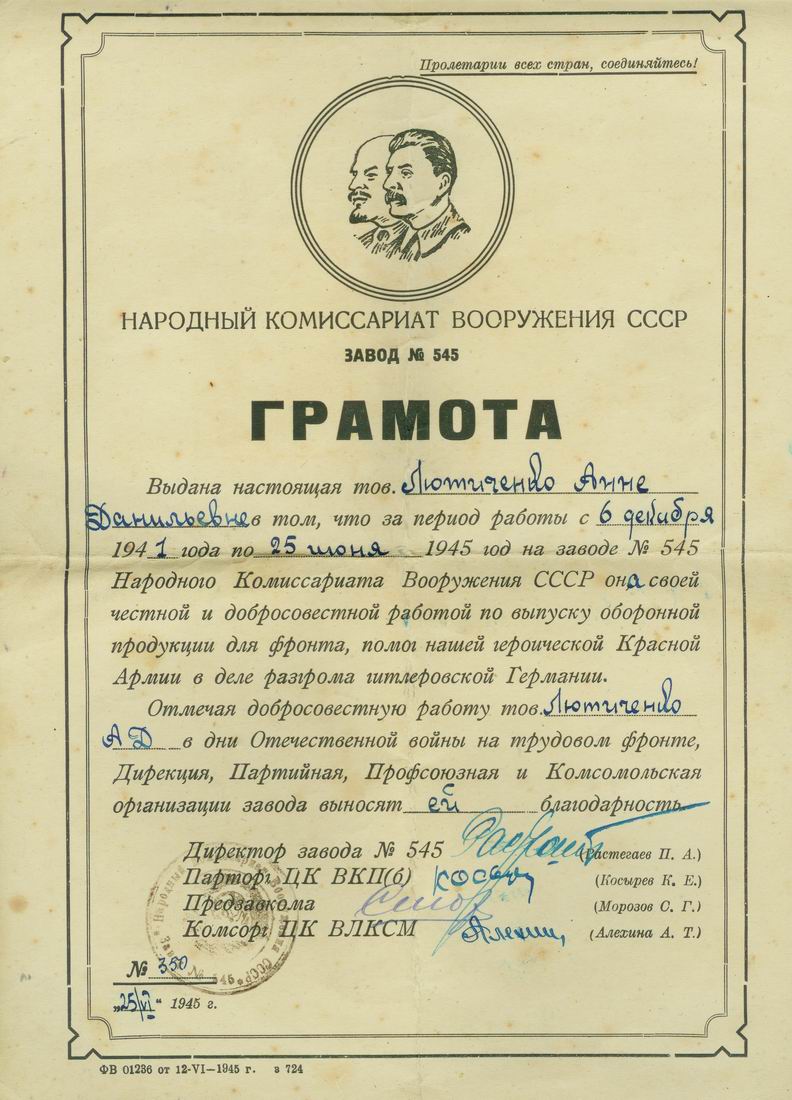 Пролетарии всех стран, соединяйтесь!
НАРОДНЫЙ КОМИССАРИАТ ВООРУЖЕНИЯ СССР
ЗАВОД № 545
ГРАМОТА
Выдана настоящая тов. Лютиченко Анне
Данильевне в том, что за период работы с 6 декабря
1941 года по 25 июня 1945 год на заводе № 545
Народного Комиссариата Вооружения СССР она своей
честной и добросовестной работой по выпуску оборонной
продукции для фронта, помог нашей героической Красной
Армии в деле разгрома гитлеровской Германии.
Отмечая добросовестную работу тов. Лютиченко
АД в дни Отечественной войны на трудовом фронте,
Дирекция, Партийная, Профсоюзная и Комсомольская
организации завода выносят ей благодарность
Директор завода № 545 (Растегаев П. А.)
Парторг ЦК ВКП(б) (Косырев К. Е.)
Предзавкома (Морозов С. Г.)
Комсорг ЦК ВЛКСМ (Алехина А. Т.)
№ 350
„25/VI“ 1945 г.
ФВ 01236 от 12-VI—1945 г. з 724